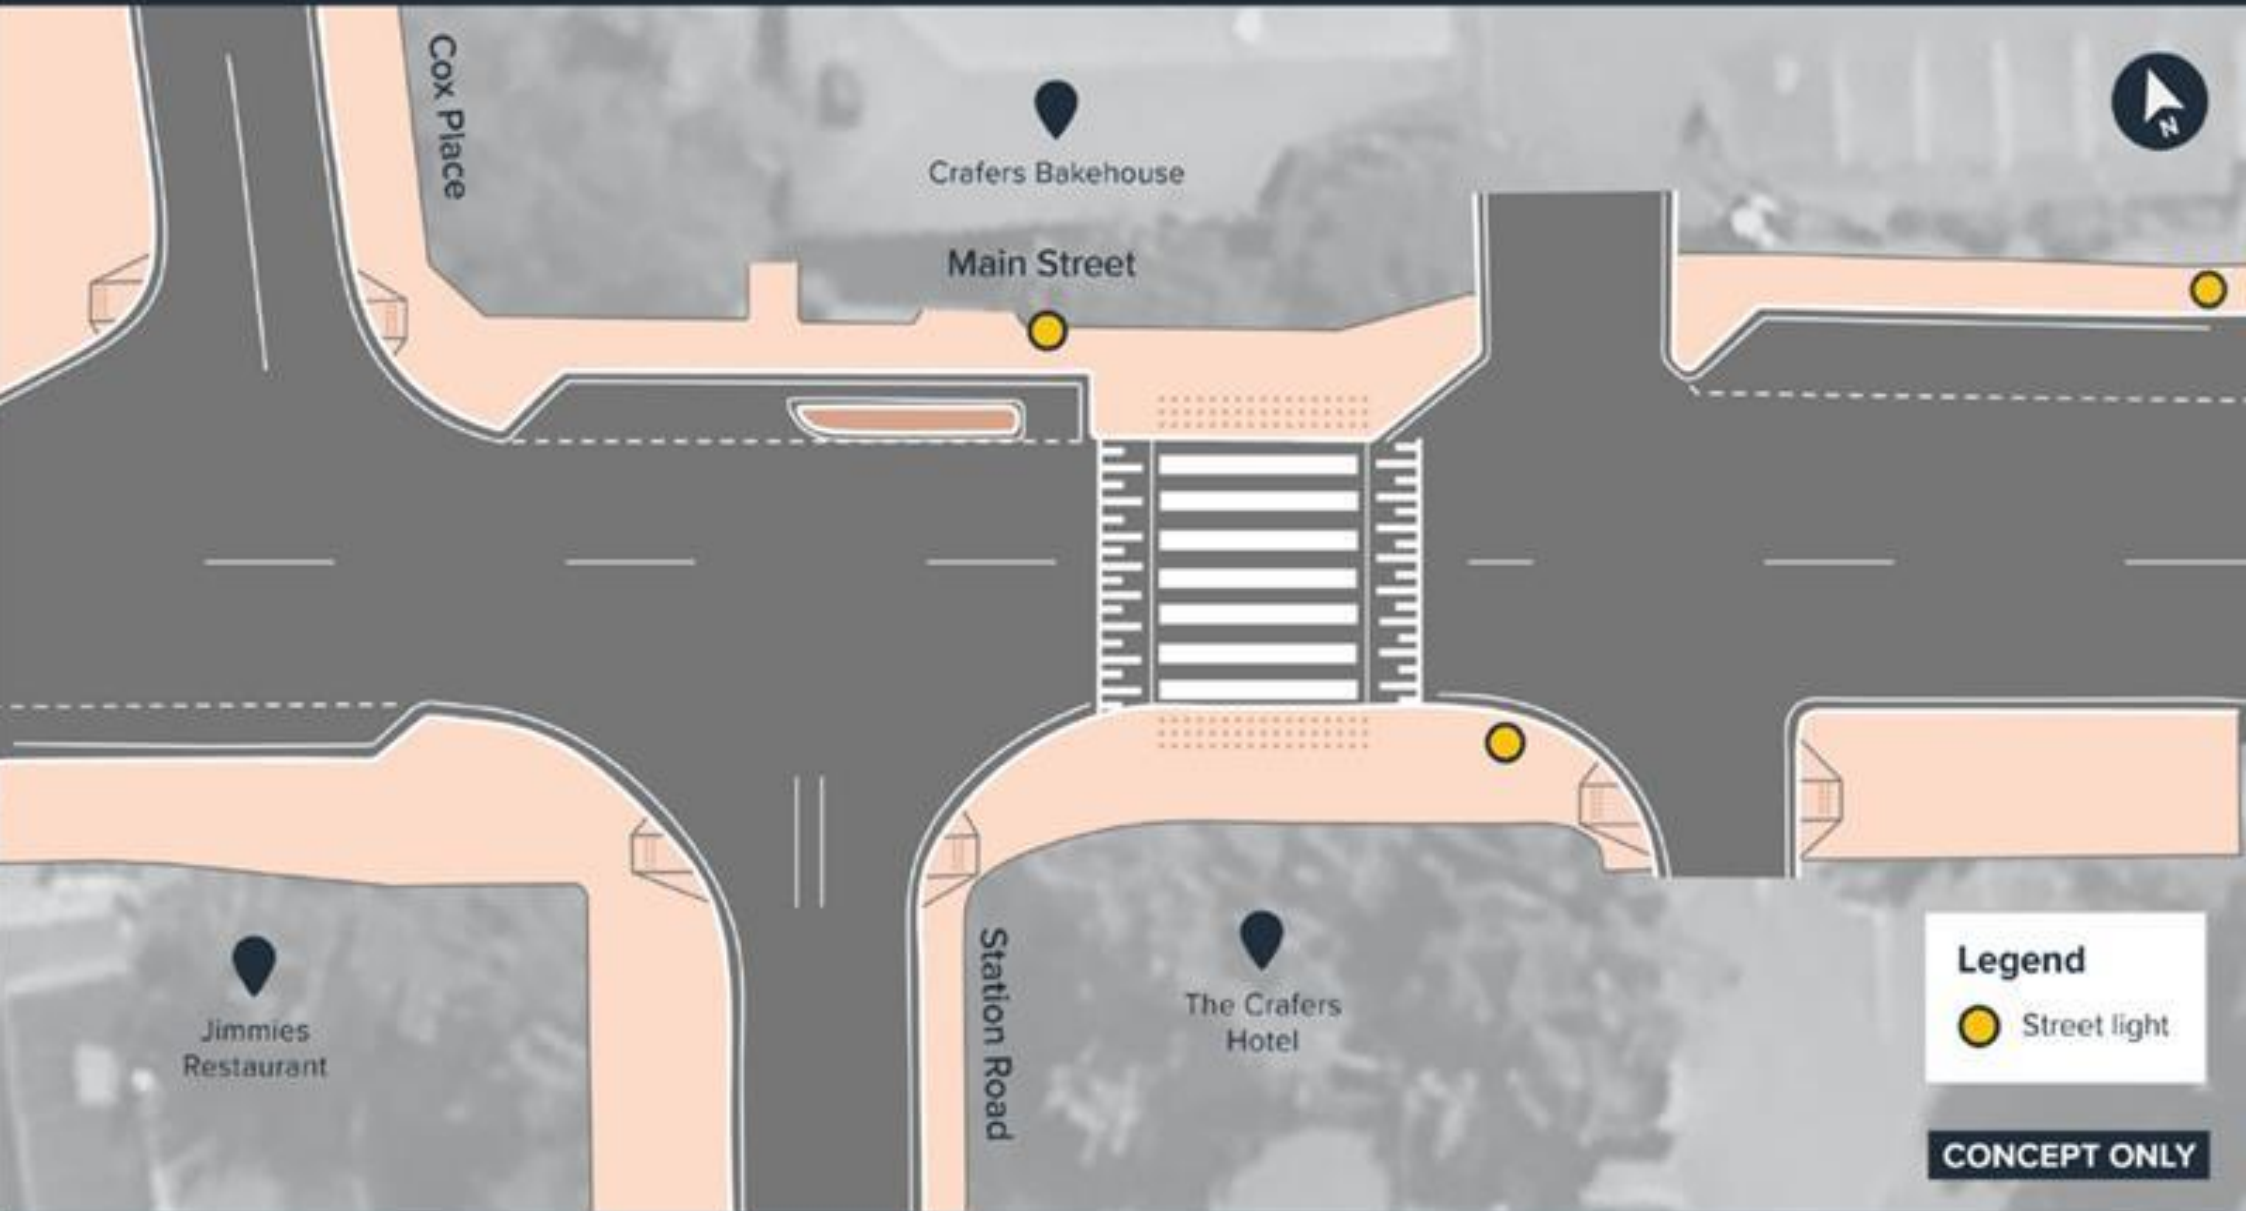 Cox Place
Crafers Bakehouse
N
Main Street
Jimmies
Restaurant
Station Road
The Crafers
Hotel
Legend
Street light
CONCEPT ONLY